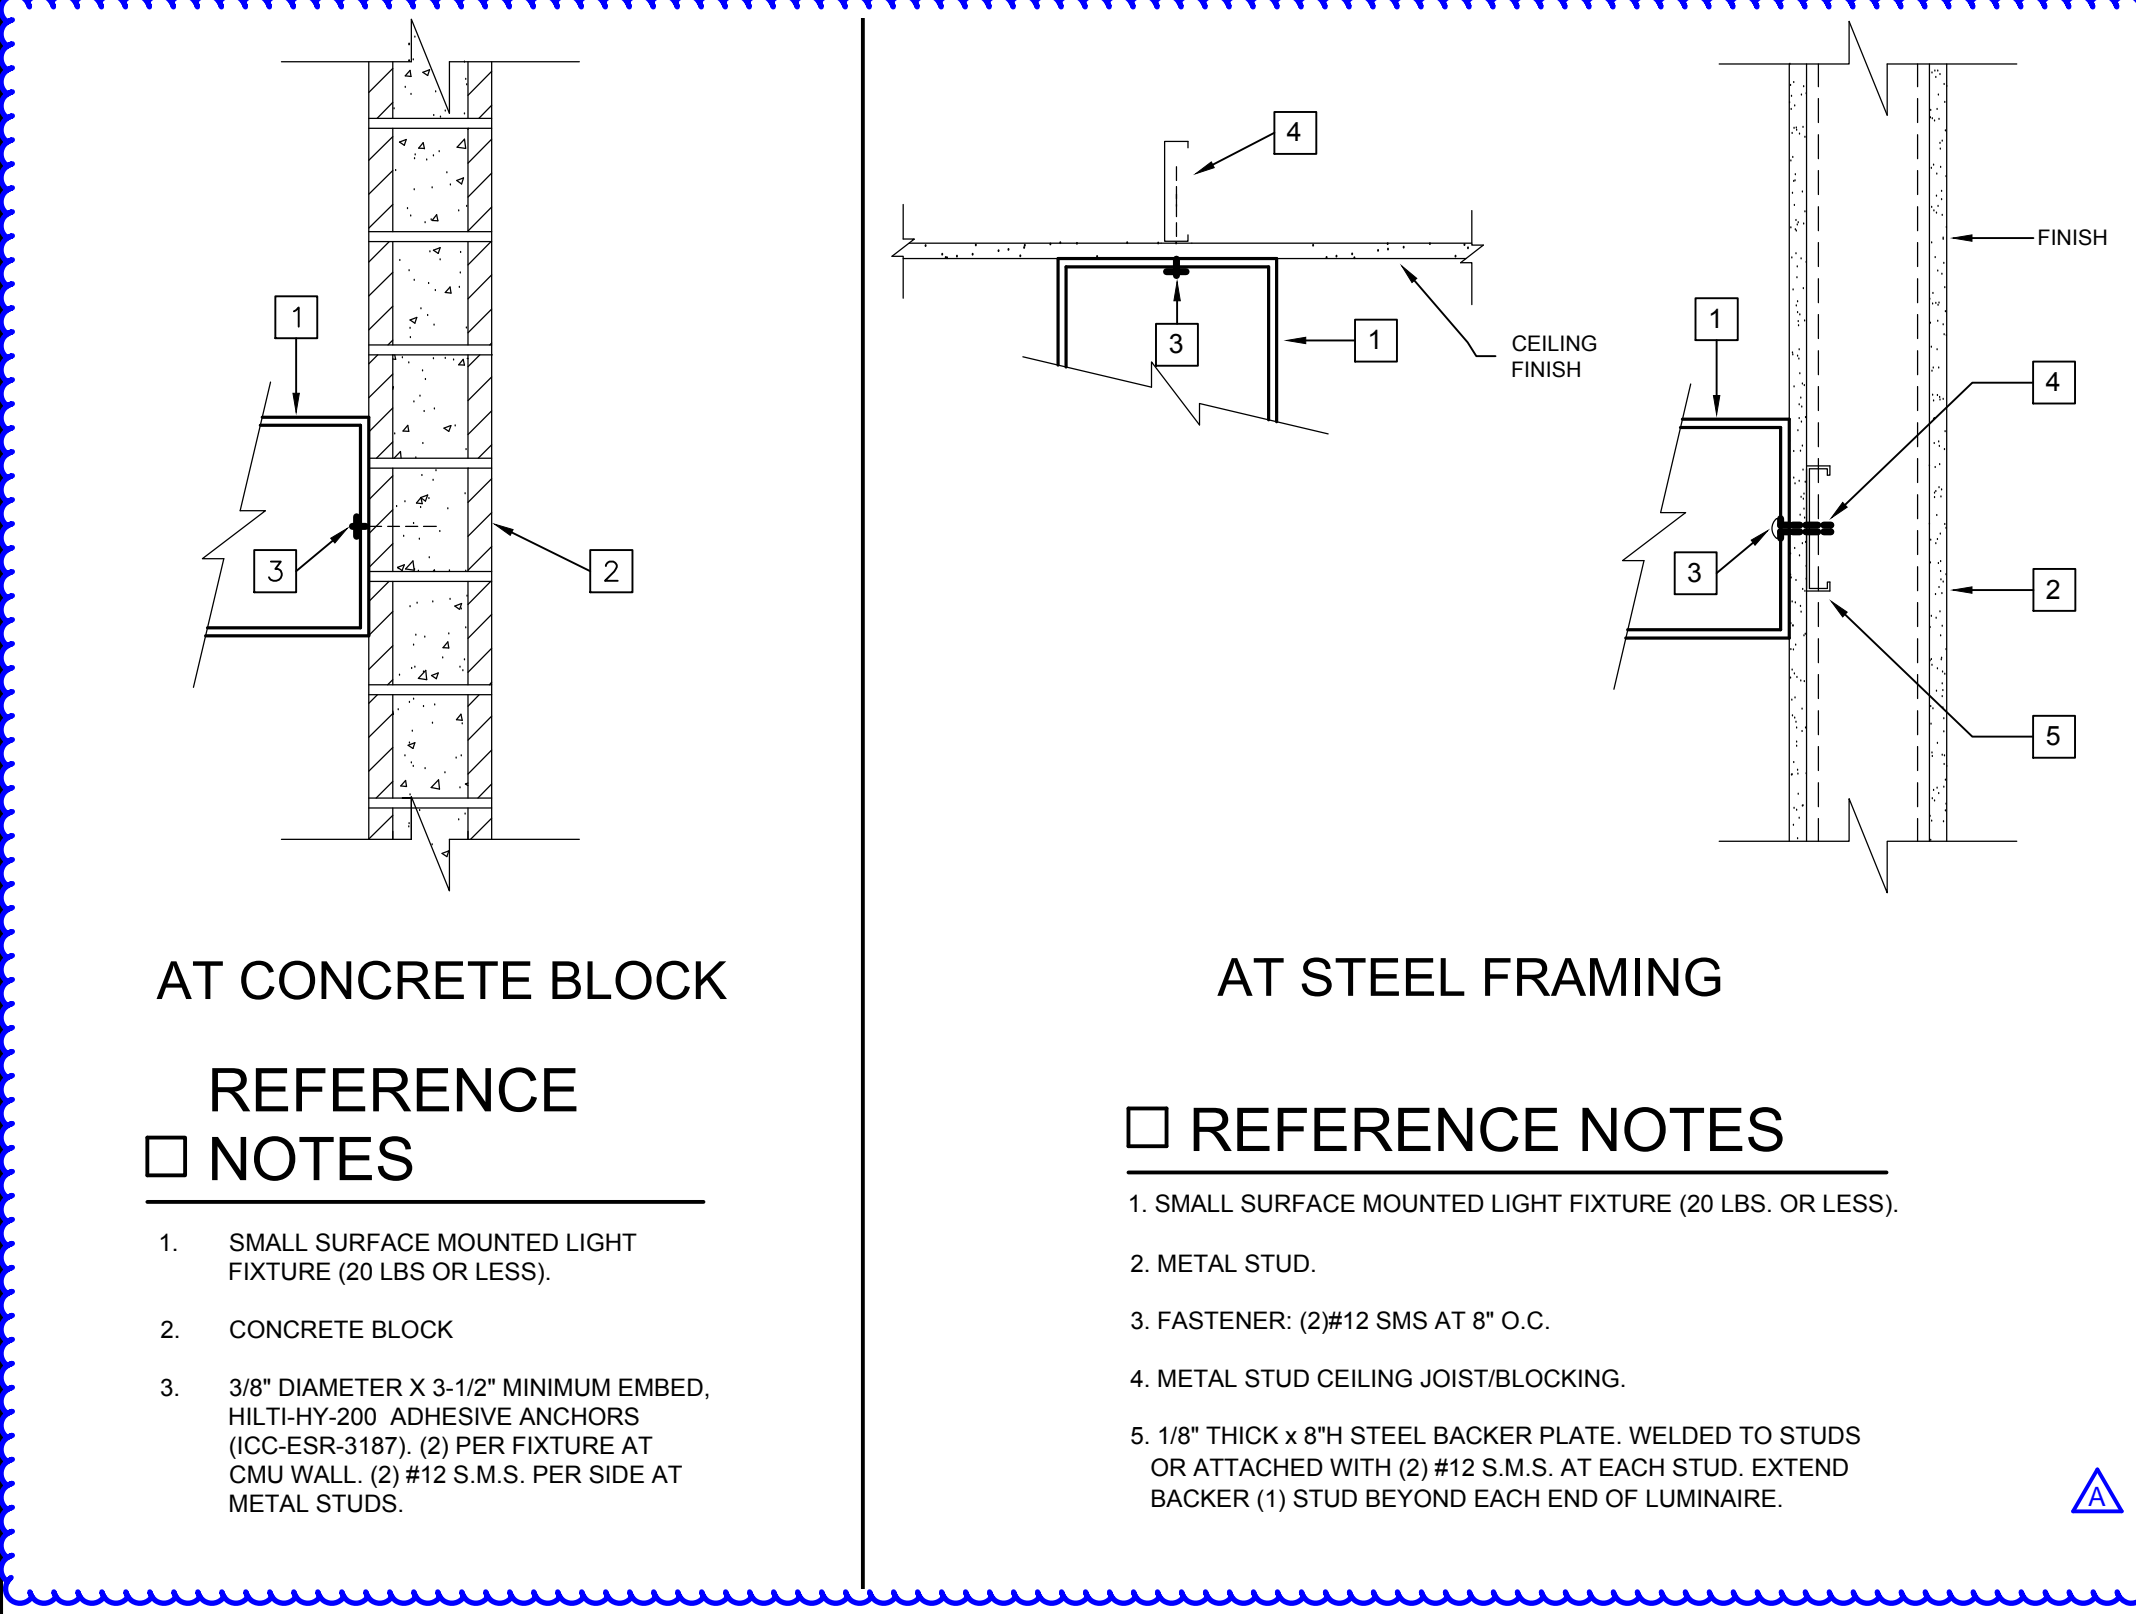 1
3
2
4
3
1
CEILING
FINISH
FINISH
1
4
3
2
5
AT CONCRETE BLOCK
REFERENCE
NOTES
1. SMALL SURFACE MOUNTED LIGHT
FIXTURE (20 LBS OR LESS).
2. CONCRETE BLOCK
3. 3/8" DIAMETER X 3-1/2" MINIMUM EMBED,
HILTI-HY-200 ADHESIVE ANCHORS
(ICC-ESR-3187). (2) PER FIXTURE AT
CMU WALL. (2) #12 S.M.S. PER SIDE AT
METAL STUDS.
AT STEEL FRAMING
REFERENCE NOTES
1. SMALL SURFACE MOUNTED LIGHT FIXTURE (20 LBS. OR LESS).
2. METAL STUD.
3. FASTENER: (2)#12 SMS AT 8" O.C.
4. METAL STUD CEILING JOIST/BLOCKING.
5. 1/8" THICK x 8"H STEEL BACKER PLATE. WELDED TO STUDS
OR ATTACHED WITH (2) #12 S.M.S. AT EACH STUD. EXTEND
BACKER (1) STUD BEYOND EACH END OF LUMINAIRE.
A